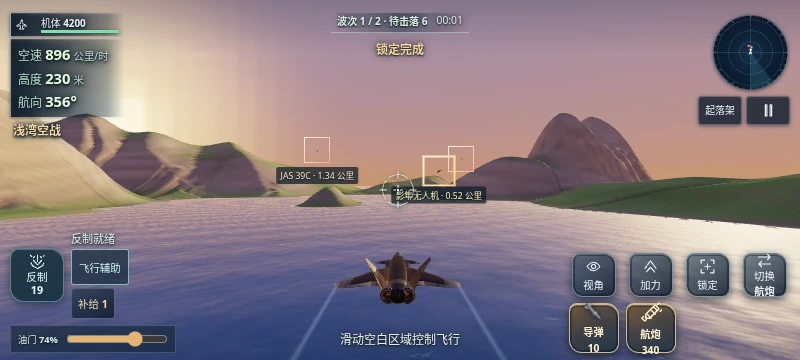 机体 4200
波次 1 / 2 · 待击落 6 00:01
锁定完成
空速 896 公里/时
高度 230 米
航向 356°
浅湾空战
起落架
JAS 39C · 1.34 公里
无人机 · 0.52 公里
反制就绪
反制
19
飞行辅助
补给 1
油门 74%
滑动空白区域控制飞行
视角
加力
锁定
切换
航炮
导弹
10
航炮
340